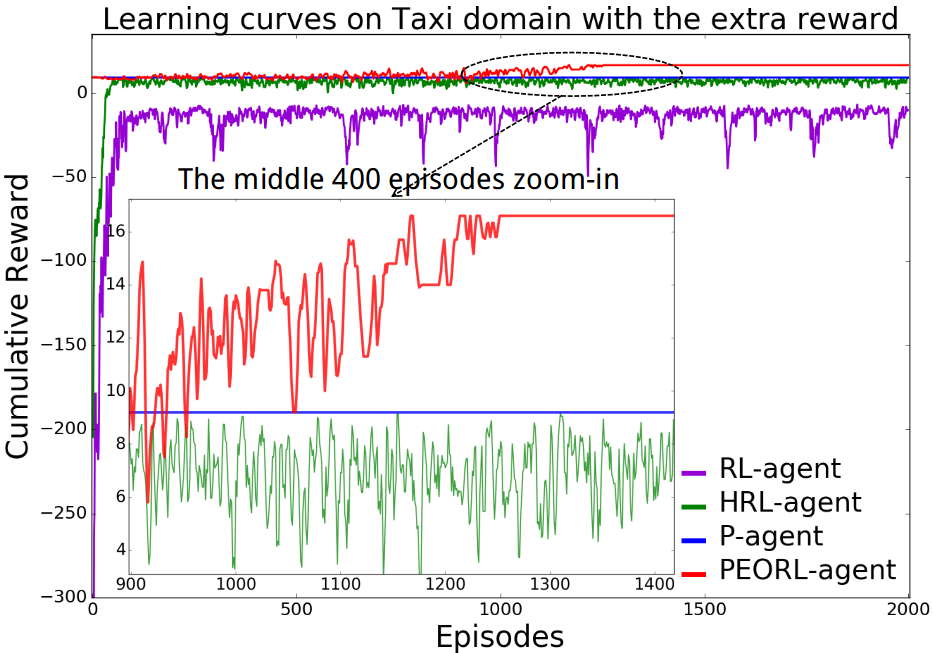 Learning curves on Taxi domain with the extra reward
Cumulative Reward
0
−50
−100
−150
−200
−250
−300
The middle 400 episodes zoom-in
16
14
12
10
8
6
4
900 1000 1100 1200 1300 1400
RL-agent
HRL-agent
P-agent
PEORL-agent
0 500 1000 1500 2000
Episodes